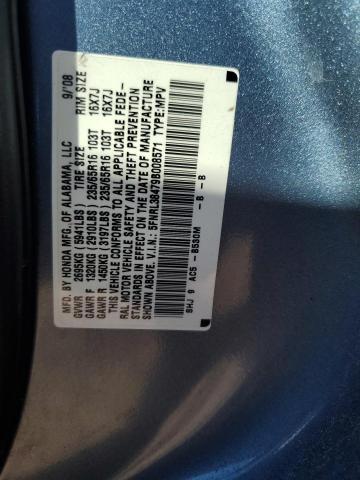 MFD. BY HONDA MFG. OF ALABAMA, LLC 9/'08
GVWR 2695KG (5941LBS) TIRE SIZE RIM SIZE
GAWR F 1320KG (2910LBS) 235/65R16 103T 16X7J
GAWR R 1450KG (3197LBS) 235/65R16 103T 16X7J
THIS VEHICLE CONFORMS TO ALL APPLICABLE FEDE-
RAL MOTOR VEHICLE SAFETY AND THEFT PREVENTION
STANDARDS IN EFFECT ON THE DATE OF MANUFACTURE
SHOWN ABOVE. V.I.N.: 5FNRL38479B008571 TYPE:MPV
SHJ 9 AC5 - B530M - B - B